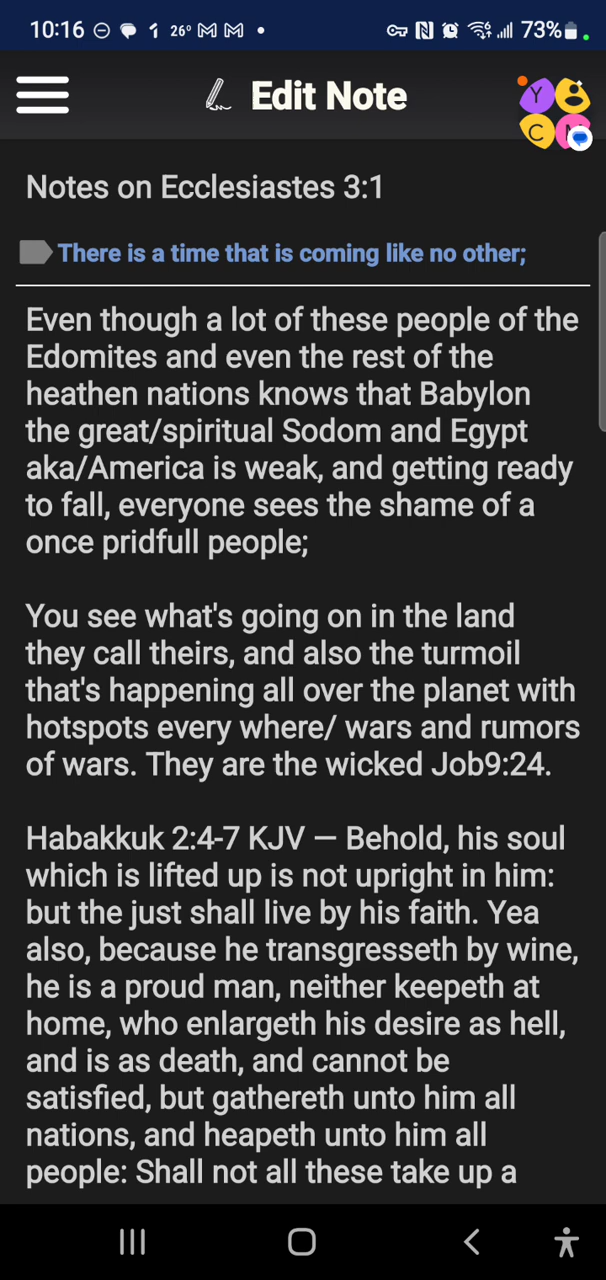 10:16 1 26° 73%
Edit Note
Y
C
Notes on Ecclesiastes 3:1
There is a time that is coming like no other;
Even though a lot of these people of the
Edomites and even the rest of the
heathen nations knows that Babylon
the great/spiritual Sodom and Egypt
aka/America is weak, and getting ready
to fall, everyone sees the shame of a
once pridfull people;
You see what's going on in the land
they call theirs, and also the turmoil
that's happening all over the planet with
hotspots every where/ wars and rumors
of wars. They are the wicked Job9:24.
Habakkuk 2:4-7 KJV — Behold, his soul
which is lifted up is not upright in him:
but the just shall live by his faith. Yea
also, because he transgresseth by wine,
he is a proud man, neither keepeth at
home, who enlargeth his desire as hell,
and is as death, and cannot be
satisfied, but gathereth unto him all
nations, and heapeth unto him all
people: Shall not all these take up a